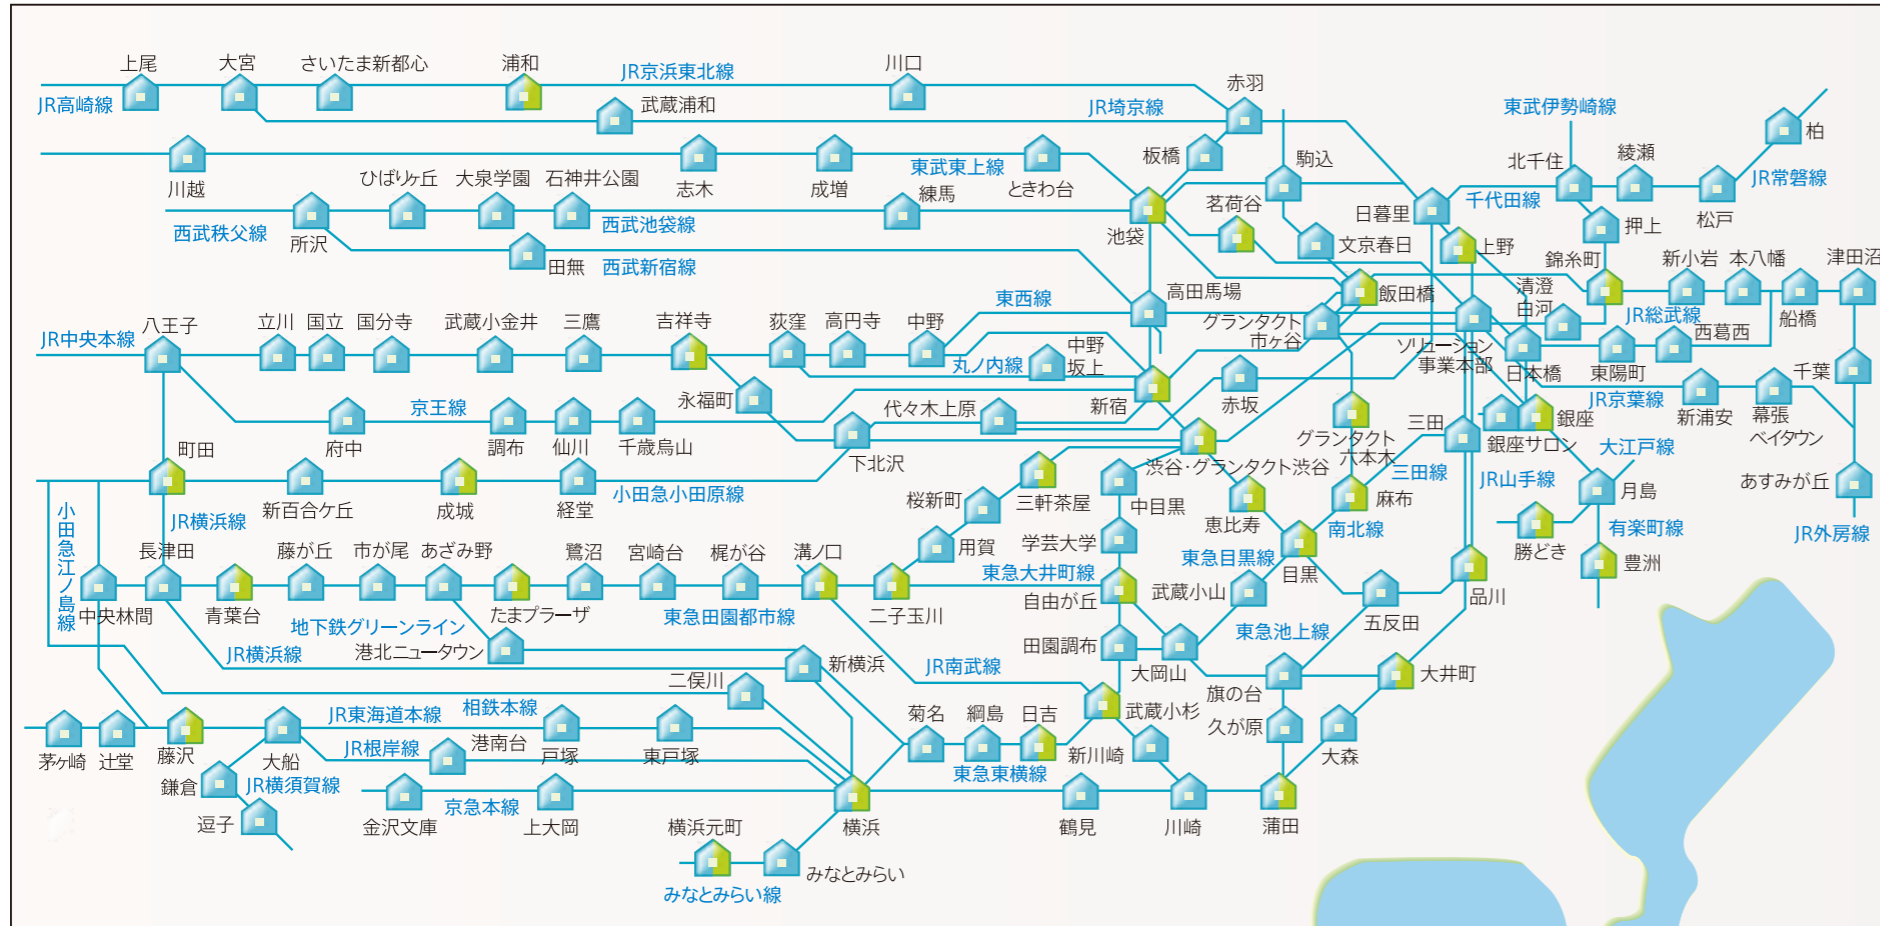 上尾
大宮
さいたま新都心
浦和
JR京浜東北線
川口
赤羽
JR高崎線
武蔵浦和
JR埼京線
東武伊勢崎線
柏
川越
ひばりヶ丘
大泉学園
石神井公園
志木
成増
東武東上線
ときわ台
板橋
駒込
北千住
綾瀬
JR常磐線
練馬
茗荷谷
日暮里
千代田線
松戸
西武秩父線
所沢
西武池袋線
池袋
文京春日
上野
押上
田無
西武新宿線
錦糸町
新小岩
本八幡
津田沼
高田馬場
飯田橋
清澄
白河
東西線
JR総武線
船橋
八王子
立川
国立
国分寺
武蔵小金井
三鷹
吉祥寺
荻窪
高円寺
中野
グランタクト
市ヶ谷
西葛西
JR中央本線
丸ノ内線
中野
坂上
ソリューション
事業本部
日本橋
東陽町
千葉
京王線
永福町
代々木上原
新宿
赤坂
JR京葉線
新浦安
幕張
ベイタウン
府中
調布
仙川
千歳烏山
三田
銀座
銀座サロン
大江戸線
町田
下北沢
渋谷・グランタクト渋谷
グランタクト
六本木
三田線
JR山手線
月島
あすみが丘
新百合ケ丘
成城
経堂
小田急小田原線
桜新町
三軒茶屋
中目黒
恵比寿
麻布
南北線
有楽町線
JR外房線
小田急江ノ島線
JR横浜線
用賀
学芸大学
東急目黒線
目黒
勝どき
豊洲
長津田
藤が丘
市が尾
あざみ野
鷺沼
宮崎台
梶が谷
溝ノ口
東急大井町線
中央林間
青葉台
たまプラーザ
東急田園都市線
二子玉川
自由が丘
武蔵小山
五反田
品川
地下鉄グリーンライン
港北ニュータウン
JR横浜線
新横浜
JR南武線
田園調布
大岡山
東急池上線
旗の台
大井町
二俣川
相鉄本線
JR東海道本線
菊名
綱島
日吉
武蔵小杉
久が原
茅ヶ崎
辻堂
藤沢
大船
JR根岸線
港南台
戸塚
東戸塚
東急東横線
新川崎
大森
鎌倉
JR横須賀線
逗子
金沢文庫
京急本線
上大岡
横浜元町
横浜
鶴見
川崎
蒲田
みなとみらい
みなとみらい線